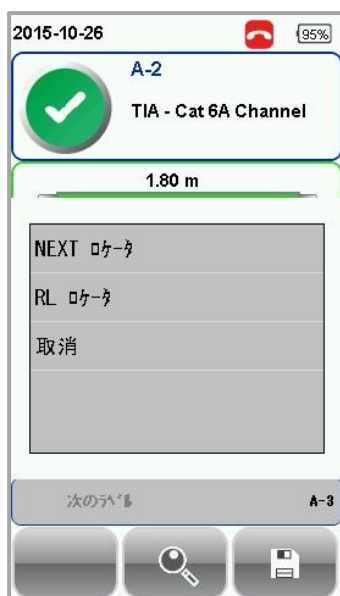 2015-10-26
95%
A-2
TIA - Cat 6A Channel
1.80 m
NEXT ﾛｹｰﾀ
RL ﾛｹｰﾀ
取消
次のﾗﾍﾞﾙ
A-3